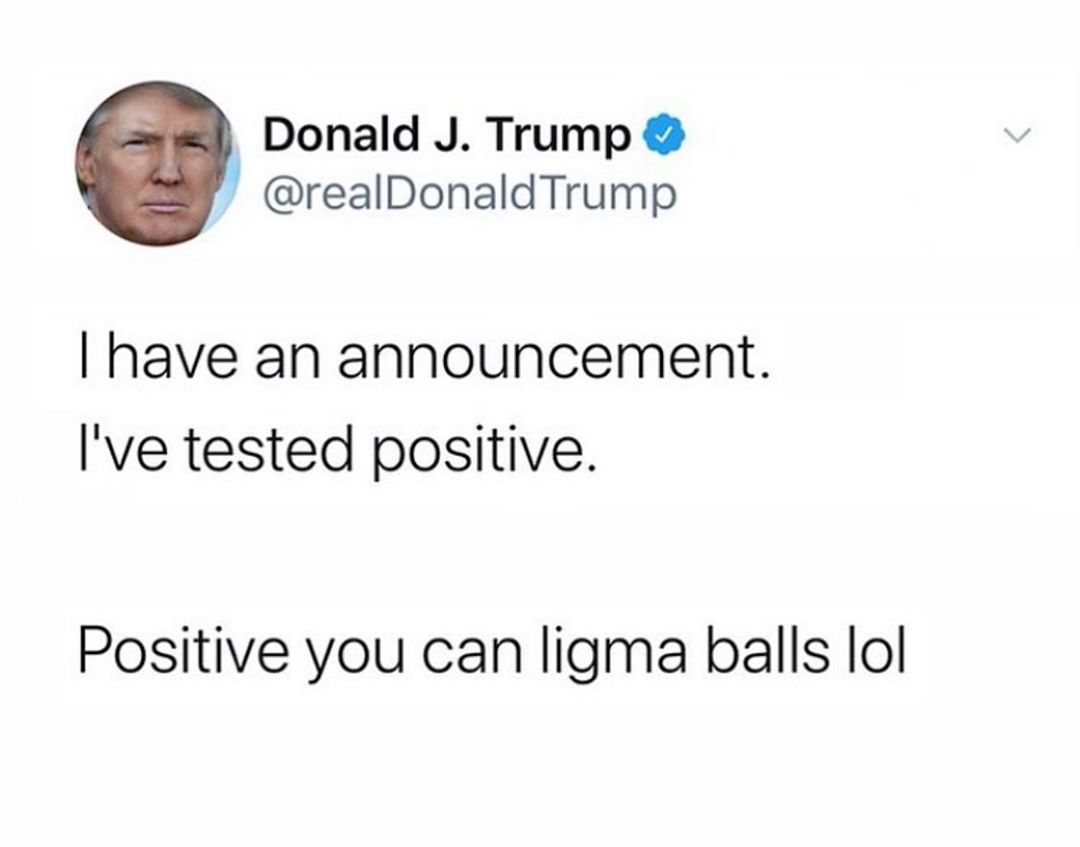 Donald J. Trump
@realDonaldTrump
I have an announcement.
I've tested positive.
Positive you can ligma balls lol